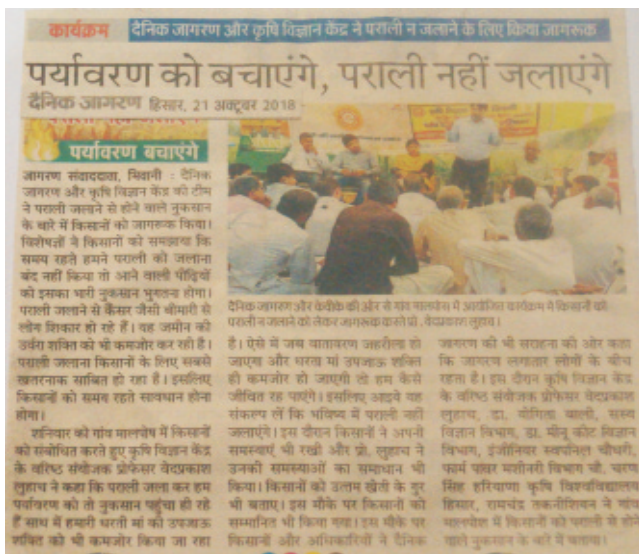 कार्यक्रम
दैनिक जागरण और कृषि विज्ञान केंद्र ने पराली न जलाने के लिए किया जागरूक
पर्यावरण को बचाएंगे, पराली नहीं जलाएंगे
दैनिक जागरण हिसार, 21 अक्टूबर 2018
पर्यावरण बचाएंगे
जागरण संवाददाता, भिवानी : दैनिक
जागरण और कृषि विज्ञान केंद्र की टीम
ने पराली जलाने से होने वाले नुकसान
के बारे में किसानों को जागरूक किया।
विशेषज्ञों ने किसानों को समझाया कि
समय रहते हमने पराली को जलाना
बंद नहीं किया तो आने वाली पीढ़ियों
को इसका भारी नुकसान भुगतना होगा।
पराली जलाने से कैंसर जैसी बीमारी से
लोग शिकार हो रहे हैं। यह जमीन की
उर्वरा शक्ति को भी कमजोर कर रही है।
पराली जलाना किसानों के लिए सबसे
खतरनाक साबित हो रहा है। इसलिए
किसानों को समय रहते सावधान होना
होगा।
शनिवार को गांव मालपोष में किसानों
को संबोधित करते हुए कृषि विज्ञान केंद्र
के वरिष्ठ संयोजक प्रोफेसर वेदप्रकाश
लुहाच ने कहा कि पराली जला कर हम
पर्यावरण को तो नुकसान पहुंचा ही रहे
हैं साथ में हमारी धरती मां की उपजाऊ
शक्ति को भी कमजोर किया जा रहा
दैनिक जागरण और केवीके की ओर से गांव मालपोस में आयोजित कार्यक्रम में किसानों को
पराली न जलाने को लेकर जागरूक करते प्रो. वेदप्रकाश लुहाच।
है। ऐसे में जब वातावरण जहरीला हो
जाएगा और धरती मां उपजाऊ शक्ति
ही कमजोर हो जाएगी तो हम कैसे
जीवित रह पाएंगे। इसलिए आइये यह
संकल्प लें कि भविष्य में पराली नहीं
जलाएंगे। इस दौरान किसानों ने अपनी
समस्याएं भी रखी और प्रो. लुहाच ने
उनकी समस्याओं का समाधान भी
किया। किसानों को उत्तम खेती के गुर
भी बताए। इस मौके पर किसानों को
सम्मानित भी किया गया। इस मौके पर
किसानों और अधिकारियों ने दैनिक
जागरण की भी सराहना की ओर कहा
कि जागरण लगातार लोगों के बीच
रहता है। इस दौरान कृषि विज्ञान केंद्र
के वरिष्ठ संयोजक प्रोफेसर वेदप्रकाश
लुहाच, डा. योगिता बाली, सस्य
विज्ञान विभाग, डा. मीनू कोट विज्ञान
विभाग, इंजीनियर स्वपनिल चौधरी,
फार्म पावर मशीनरी विभाग चौ. चरण
सिंह हरियाणा कृषि विश्वविद्यालय
हिसार, रामचंद्र तकनीशियन ने गांव
मालपोस में किसानों को पराली से होने
वाले नुकसान के बारे में बताया।